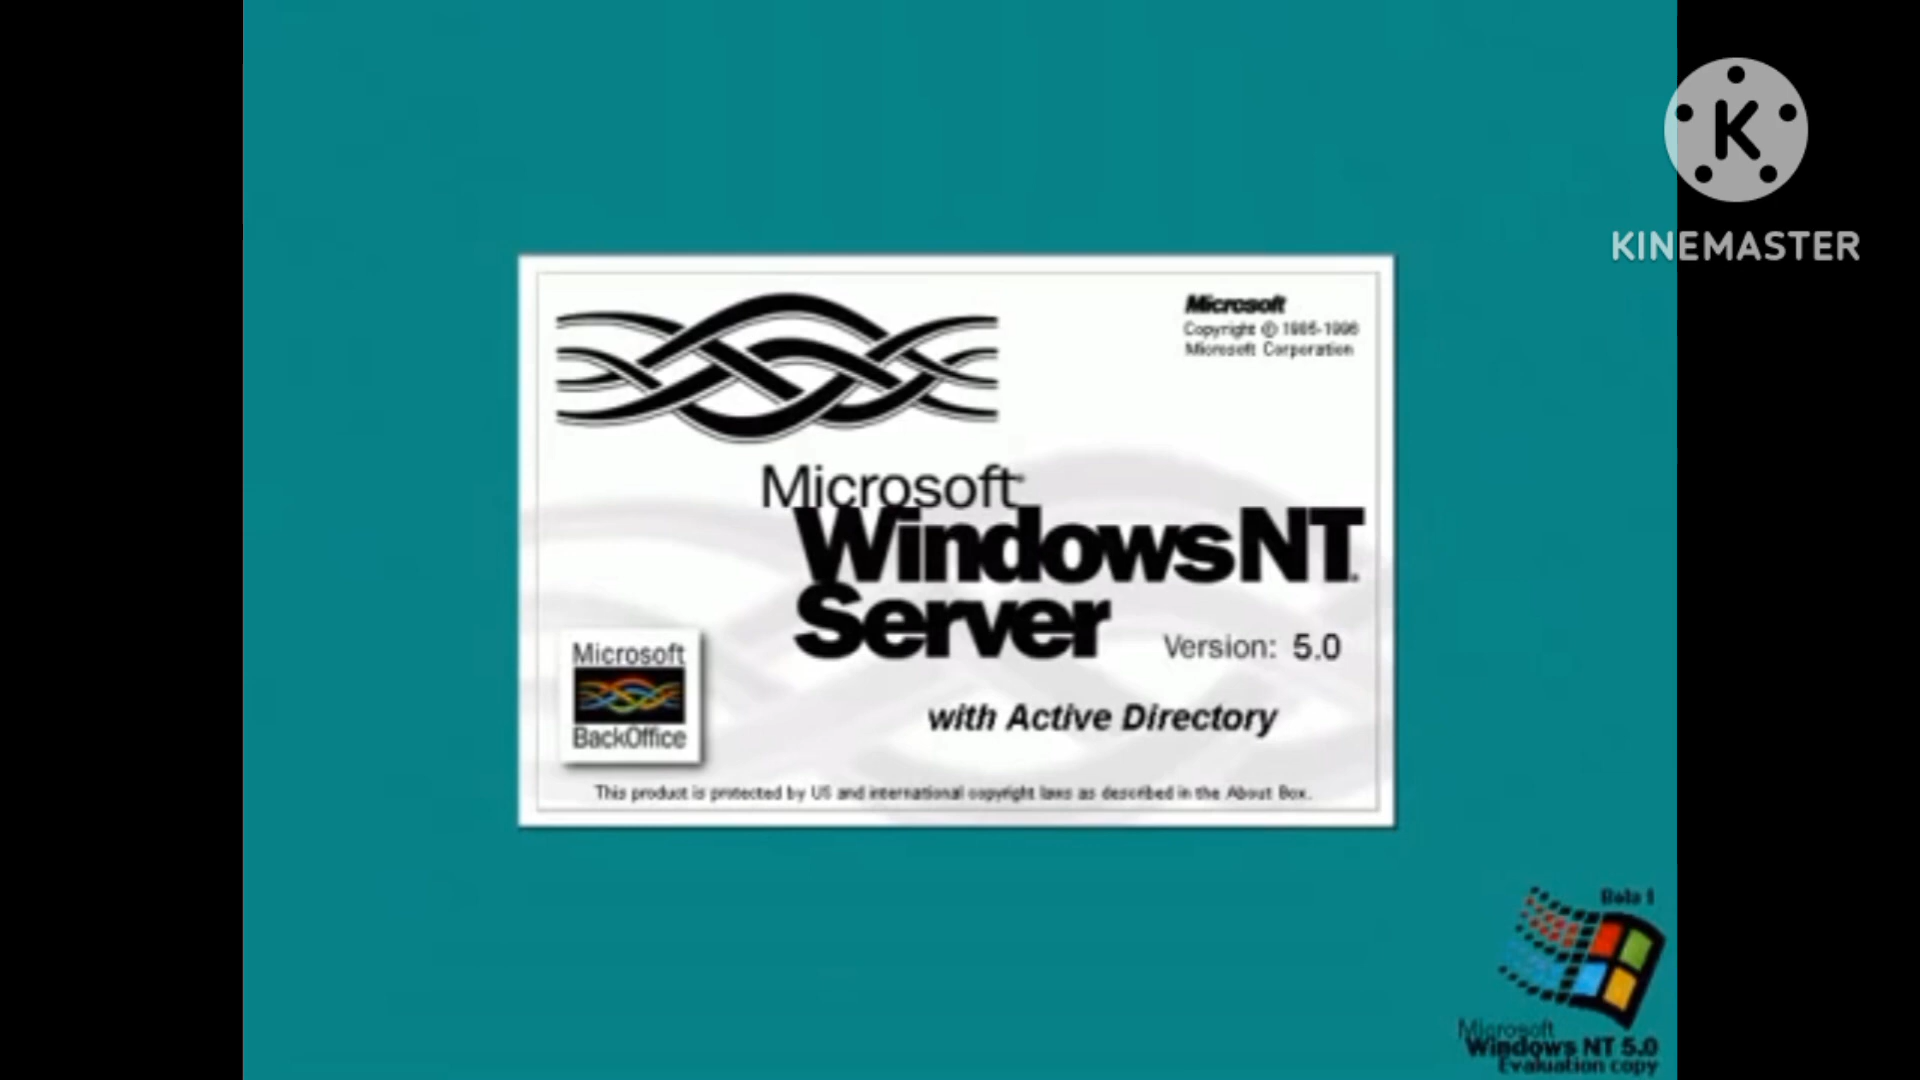 K
KINEMASTER
Microsoft
Copyright © 1985-1996
Microsoft Corporation
Microsoft
Windows NT
Server Version: 5.0
with Active Directory
Microsoft
BackOffice
This product is protected by US and international copyright laws as described in the About Box.
Beta 1
Microsoft
Windows NT 5.0
Evaluation copy